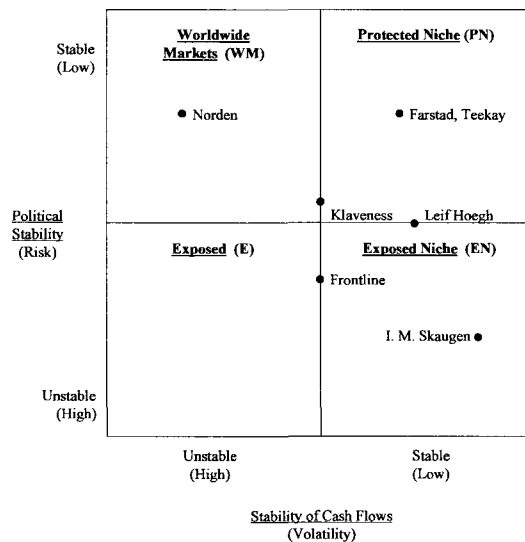 Stable
(Low)
Worldwide
Markets (WM)
Protected Niche (PN)
Norden
Farstad, Teekay
Klaveness
Leif Hoegh
Political
Stability
(Risk)
Exposed (E)
Exposed Niche (EN)
Frontline
I. M. Skaugen
Unstable
(High)
Unstable
(High)
Stable
(Low)
Stability of Cash Flows
(Volatility)